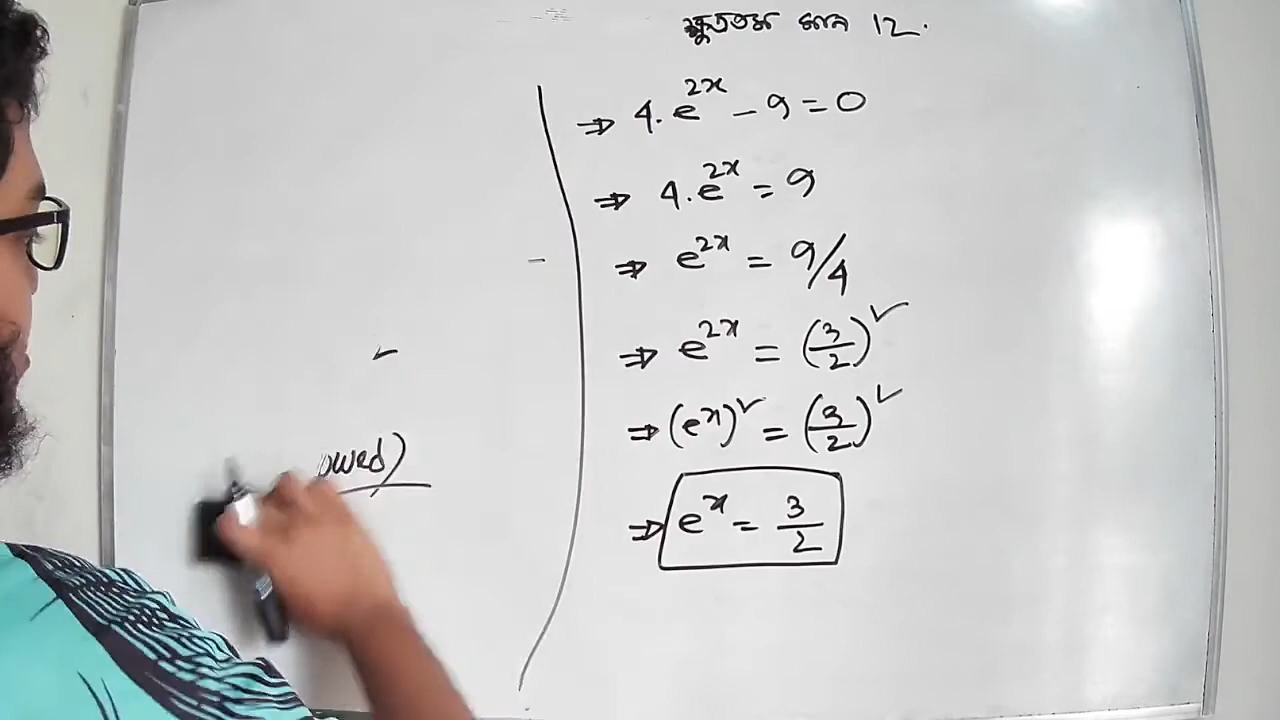 ক্ষুদ্রতম মান 12.
⇒ 4.e^{2x} - 9 = 0
⇒ 4.e^{2x} = 9
⇒ e^{2x} = 9/4
⇒ e^{2x} = (3/2)^2
⇒ (e^x)^2 = (3/2)^2
⇒ e^x = 3/2
owed)